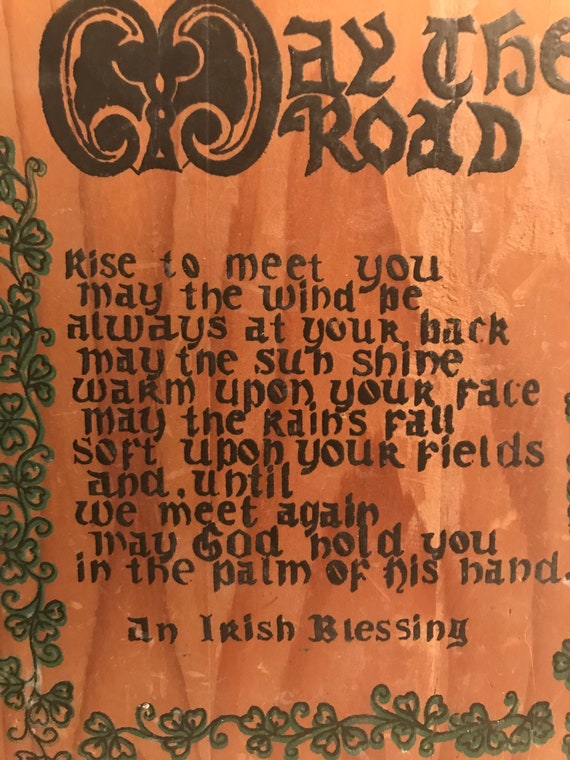 May the
Road
Rise to meet you
may the wind be
always at your back
may the sun shine
warm upon your face
may the rains fall
soft upon your fields
and, until
we meet again
may God hold you
in the palm of his hand.
an Irish Blessing